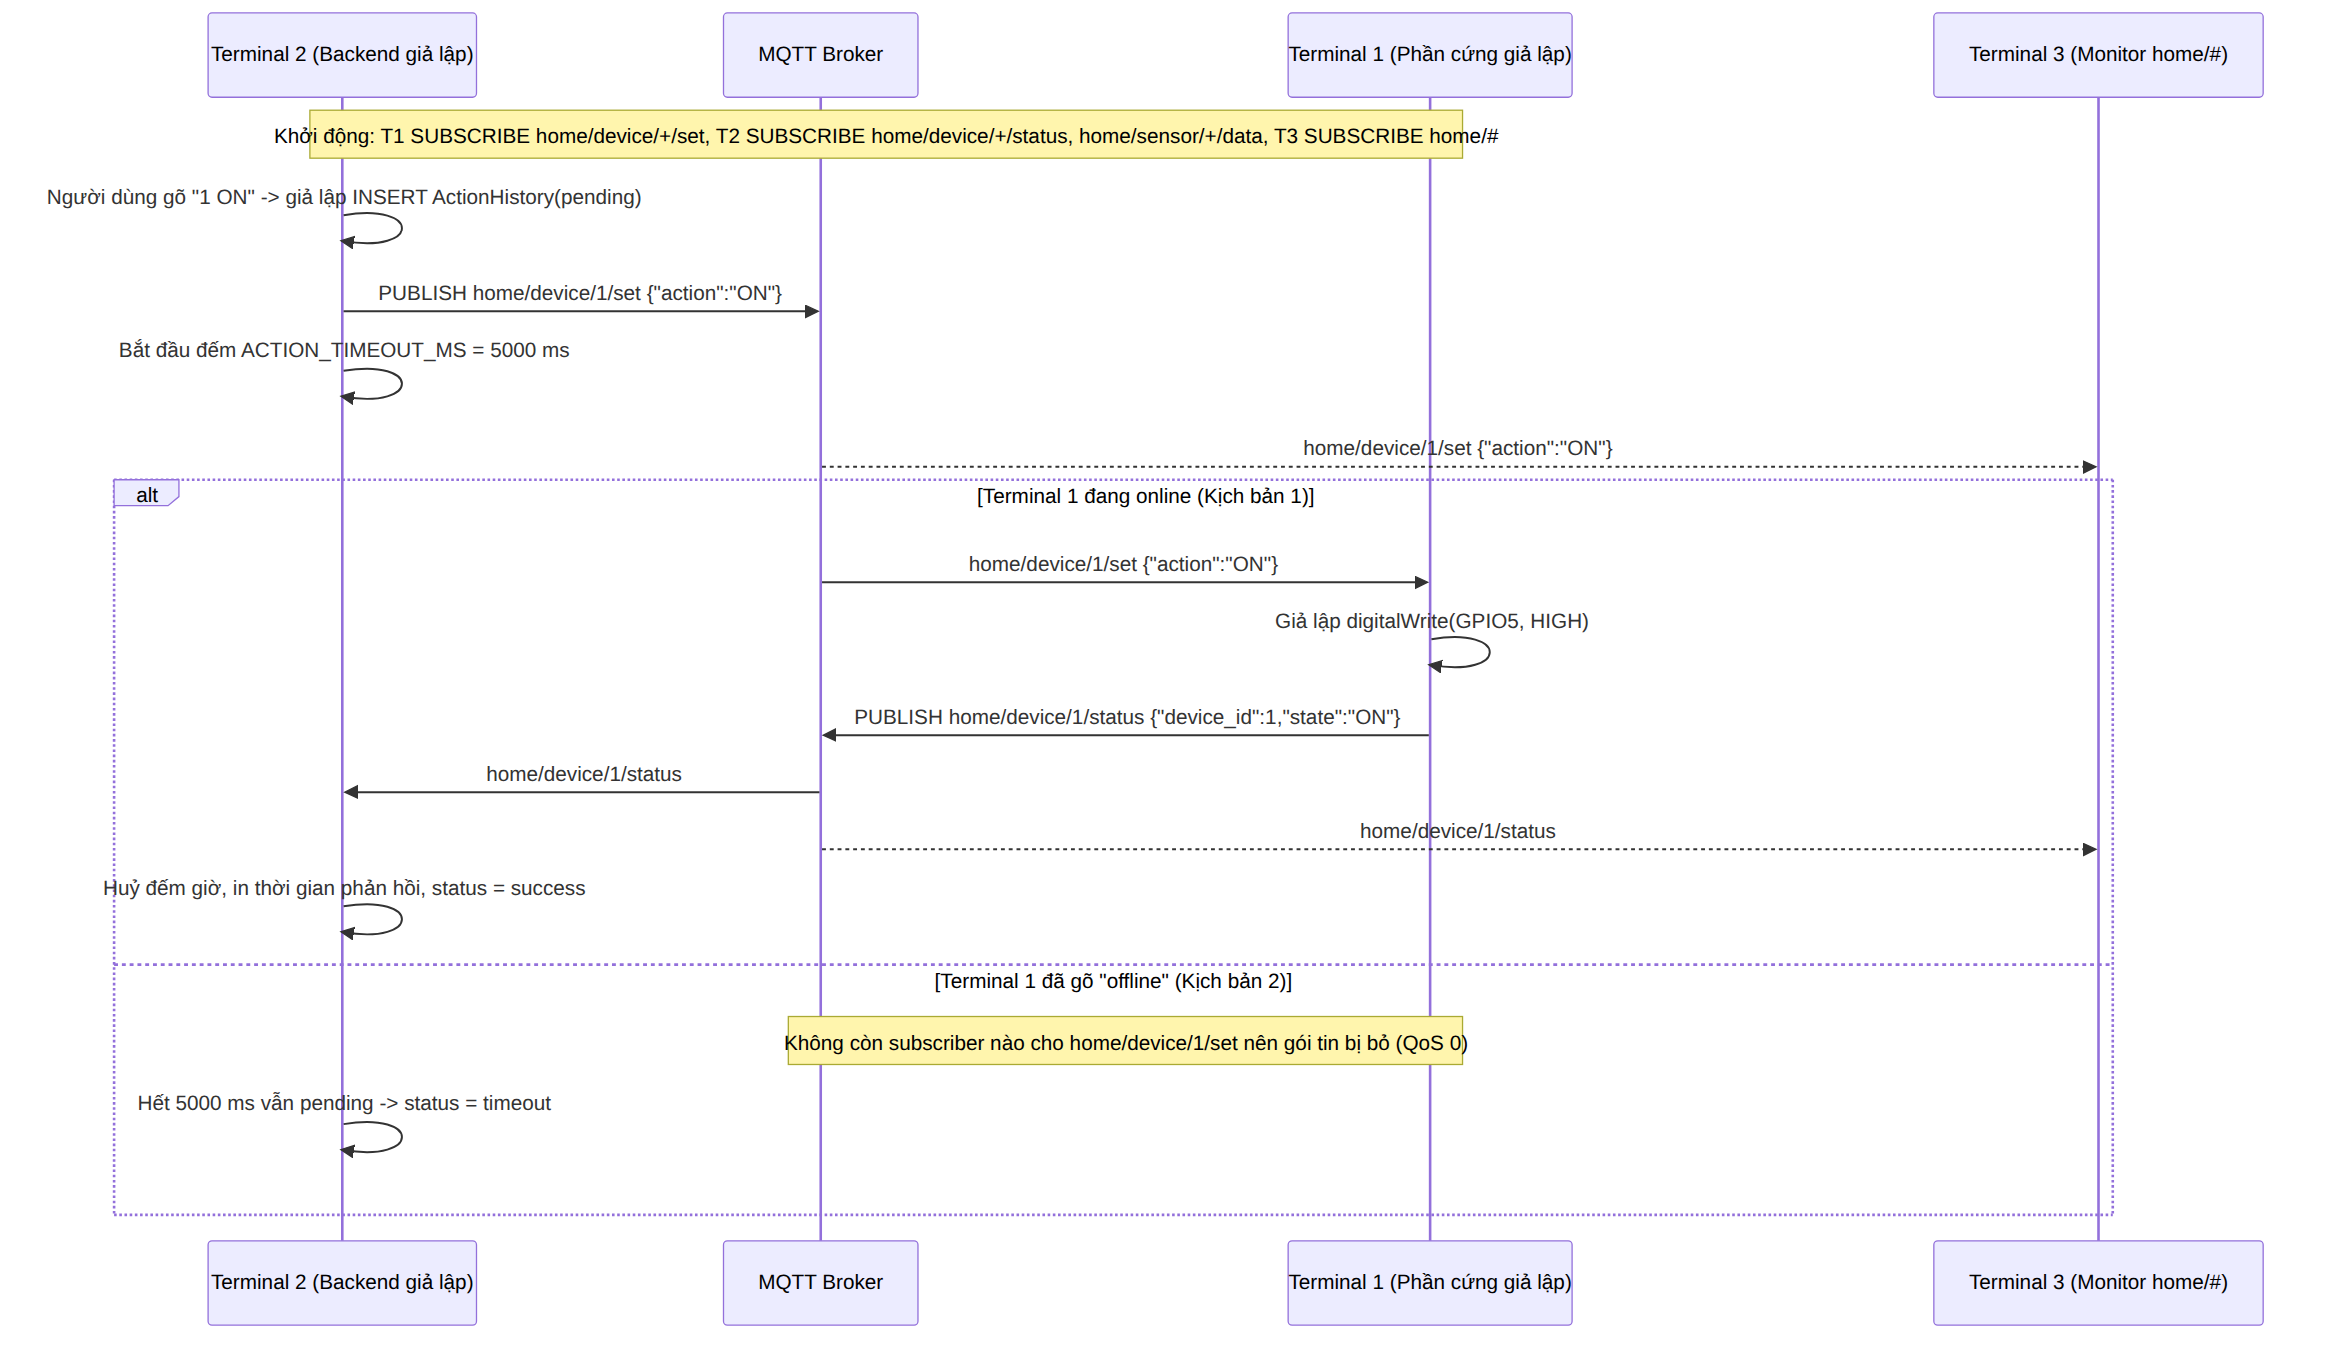 Terminal 2 (Backend giả lập)
MQTT Broker
Terminal 1 (Phần cứng giả lập)
Terminal 3 (Monitor home/#)
Khởi động: T1 SUBSCRIBE home/device/+/set, T2 SUBSCRIBE home/device/+/status, home/sensor/+/data, T3 SUBSCRIBE home/#
Người dùng gõ "1 ON" -> giả lập INSERT ActionHistory(pending)
PUBLISH home/device/1/set {"action":"ON"}
Bắt đầu đếm ACTION_TIMEOUT_MS = 5000 ms
home/device/1/set {"action":"ON"}
alt
[Terminal 1 đang online (Kịch bản 1)]
home/device/1/set {"action":"ON"}
Giả lập digitalWrite(GPIO5, HIGH)
PUBLISH home/device/1/status {"device_id":1,"state":"ON"}
home/device/1/status
home/device/1/status
Huỷ đếm giờ, in thời gian phản hồi, status = success
[Terminal 1 đã gõ "offline" (Kịch bản 2)]
Không còn subscriber nào cho home/device/1/set nên gói tin bị bỏ (QoS 0)
Hết 5000 ms vẫn pending -> status = timeout
Terminal 2 (Backend giả lập)
MQTT Broker
Terminal 1 (Phần cứng giả lập)
Terminal 3 (Monitor home/#)